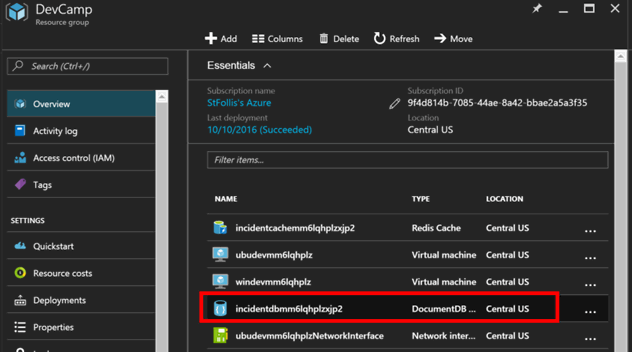 DevCamp
Resource group
Add Columns Delete Refresh Move
Search (Ctrl+/)
Overview
Activity log
Access control (IAM)
Tags
SETTINGS
Quickstart
Resource costs
Deployments
Properties
Essentials
Subscription name
StFollis's Azure
Last deployment
10/10/2016 (Succeeded)
Subscription ID
9f4d814b-7085-44ae-8a42-bbae2a5a3f35
Location
Central US
Filter items...
NAME TYPE LOCATION
incidentcachemm6lqhplzxjp2 Redis Cache Central US ...
ubudevmm6lqhplz Virtual machine Central US ...
windevmm6lqhplz Virtual machine Central US ...
incidentdbmm6lqhplzxjp2 DocumentDB ... Central US ...
ubudevmm6lqhplzNetworkInterface Network inter... Central US ...